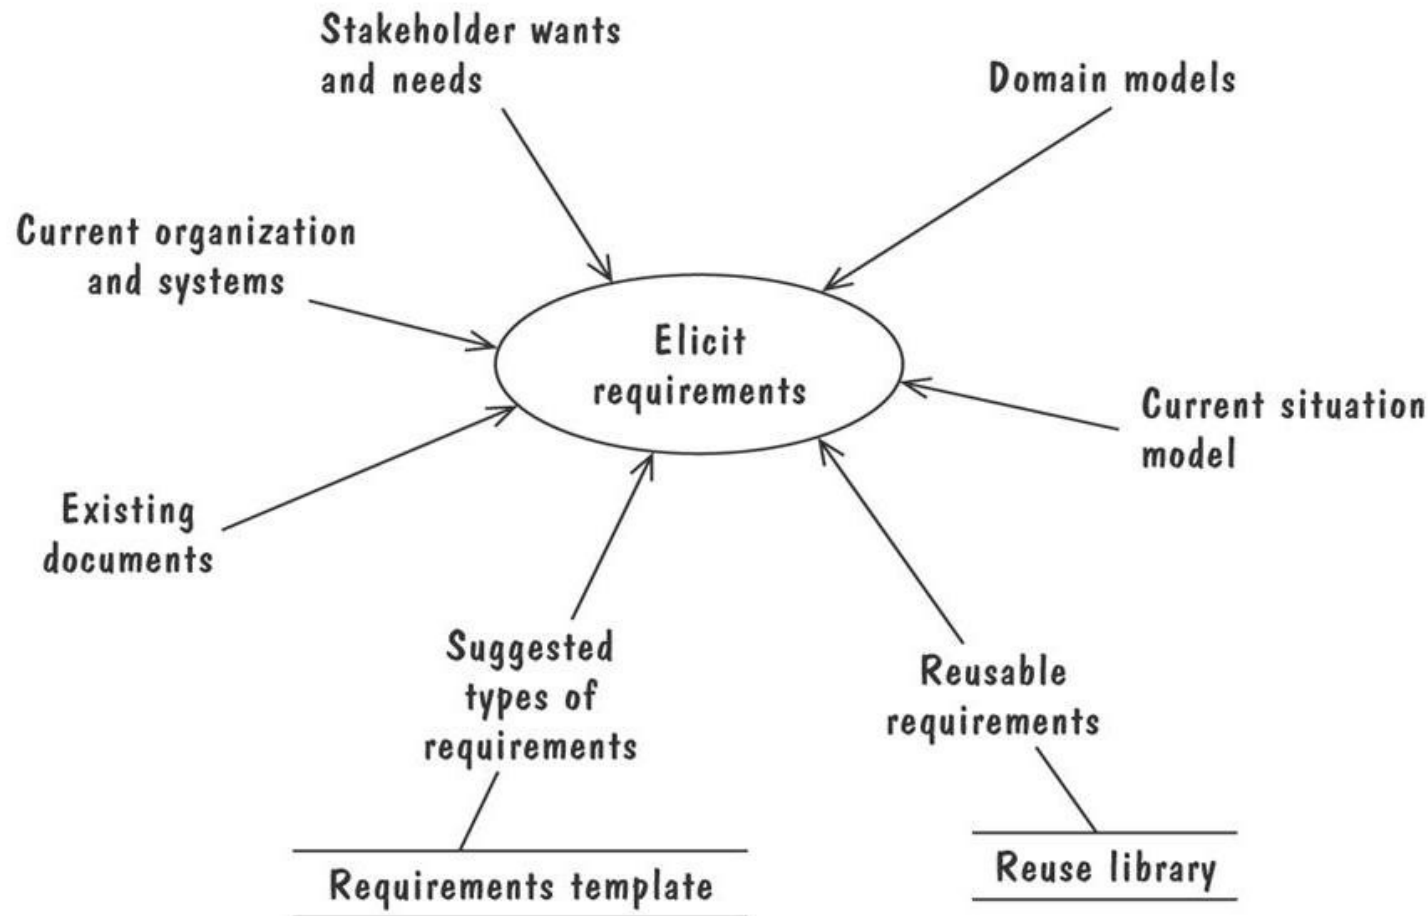 Stakeholder wants
and needs
Domain models
Current organization
and systems
Elicit
requirements
Current situation
model
Existing
documents
Suggested
types of
requirements
Reusable
requirements
Requirements template
Reuse library